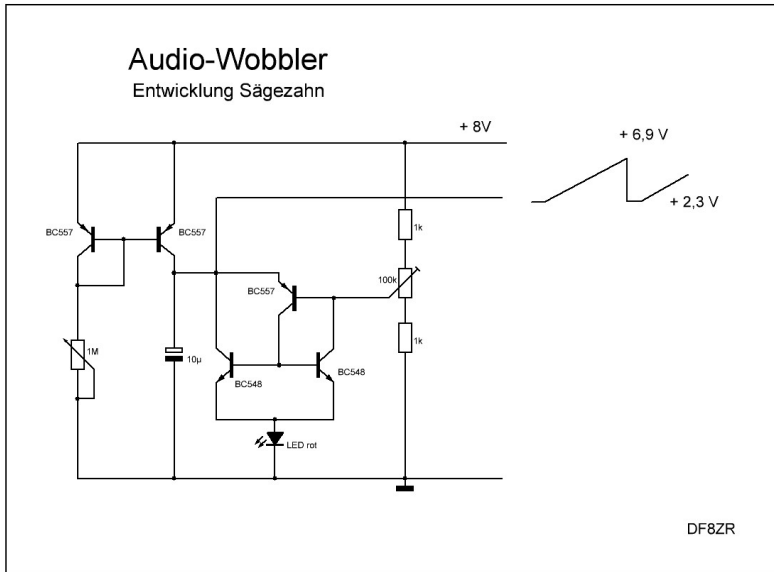 Audio-Wobbler
Entwicklung Sägezahn
+ 8V
+ 6,9 V
+ 2,3 V
BC557
BC557
1k
BC557
100k
1M
10µ
1k
BC548
BC548
LED rot
DF8ZR